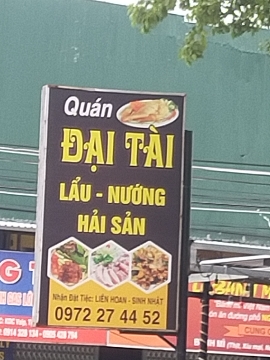 Quán
ĐẠI TÀI
LẨU - NƯỚNG
HẢI SẢN
Nhận Đặt Tiệc: LIÊN HOAN - SINH NHẬT
0972 27 44 52